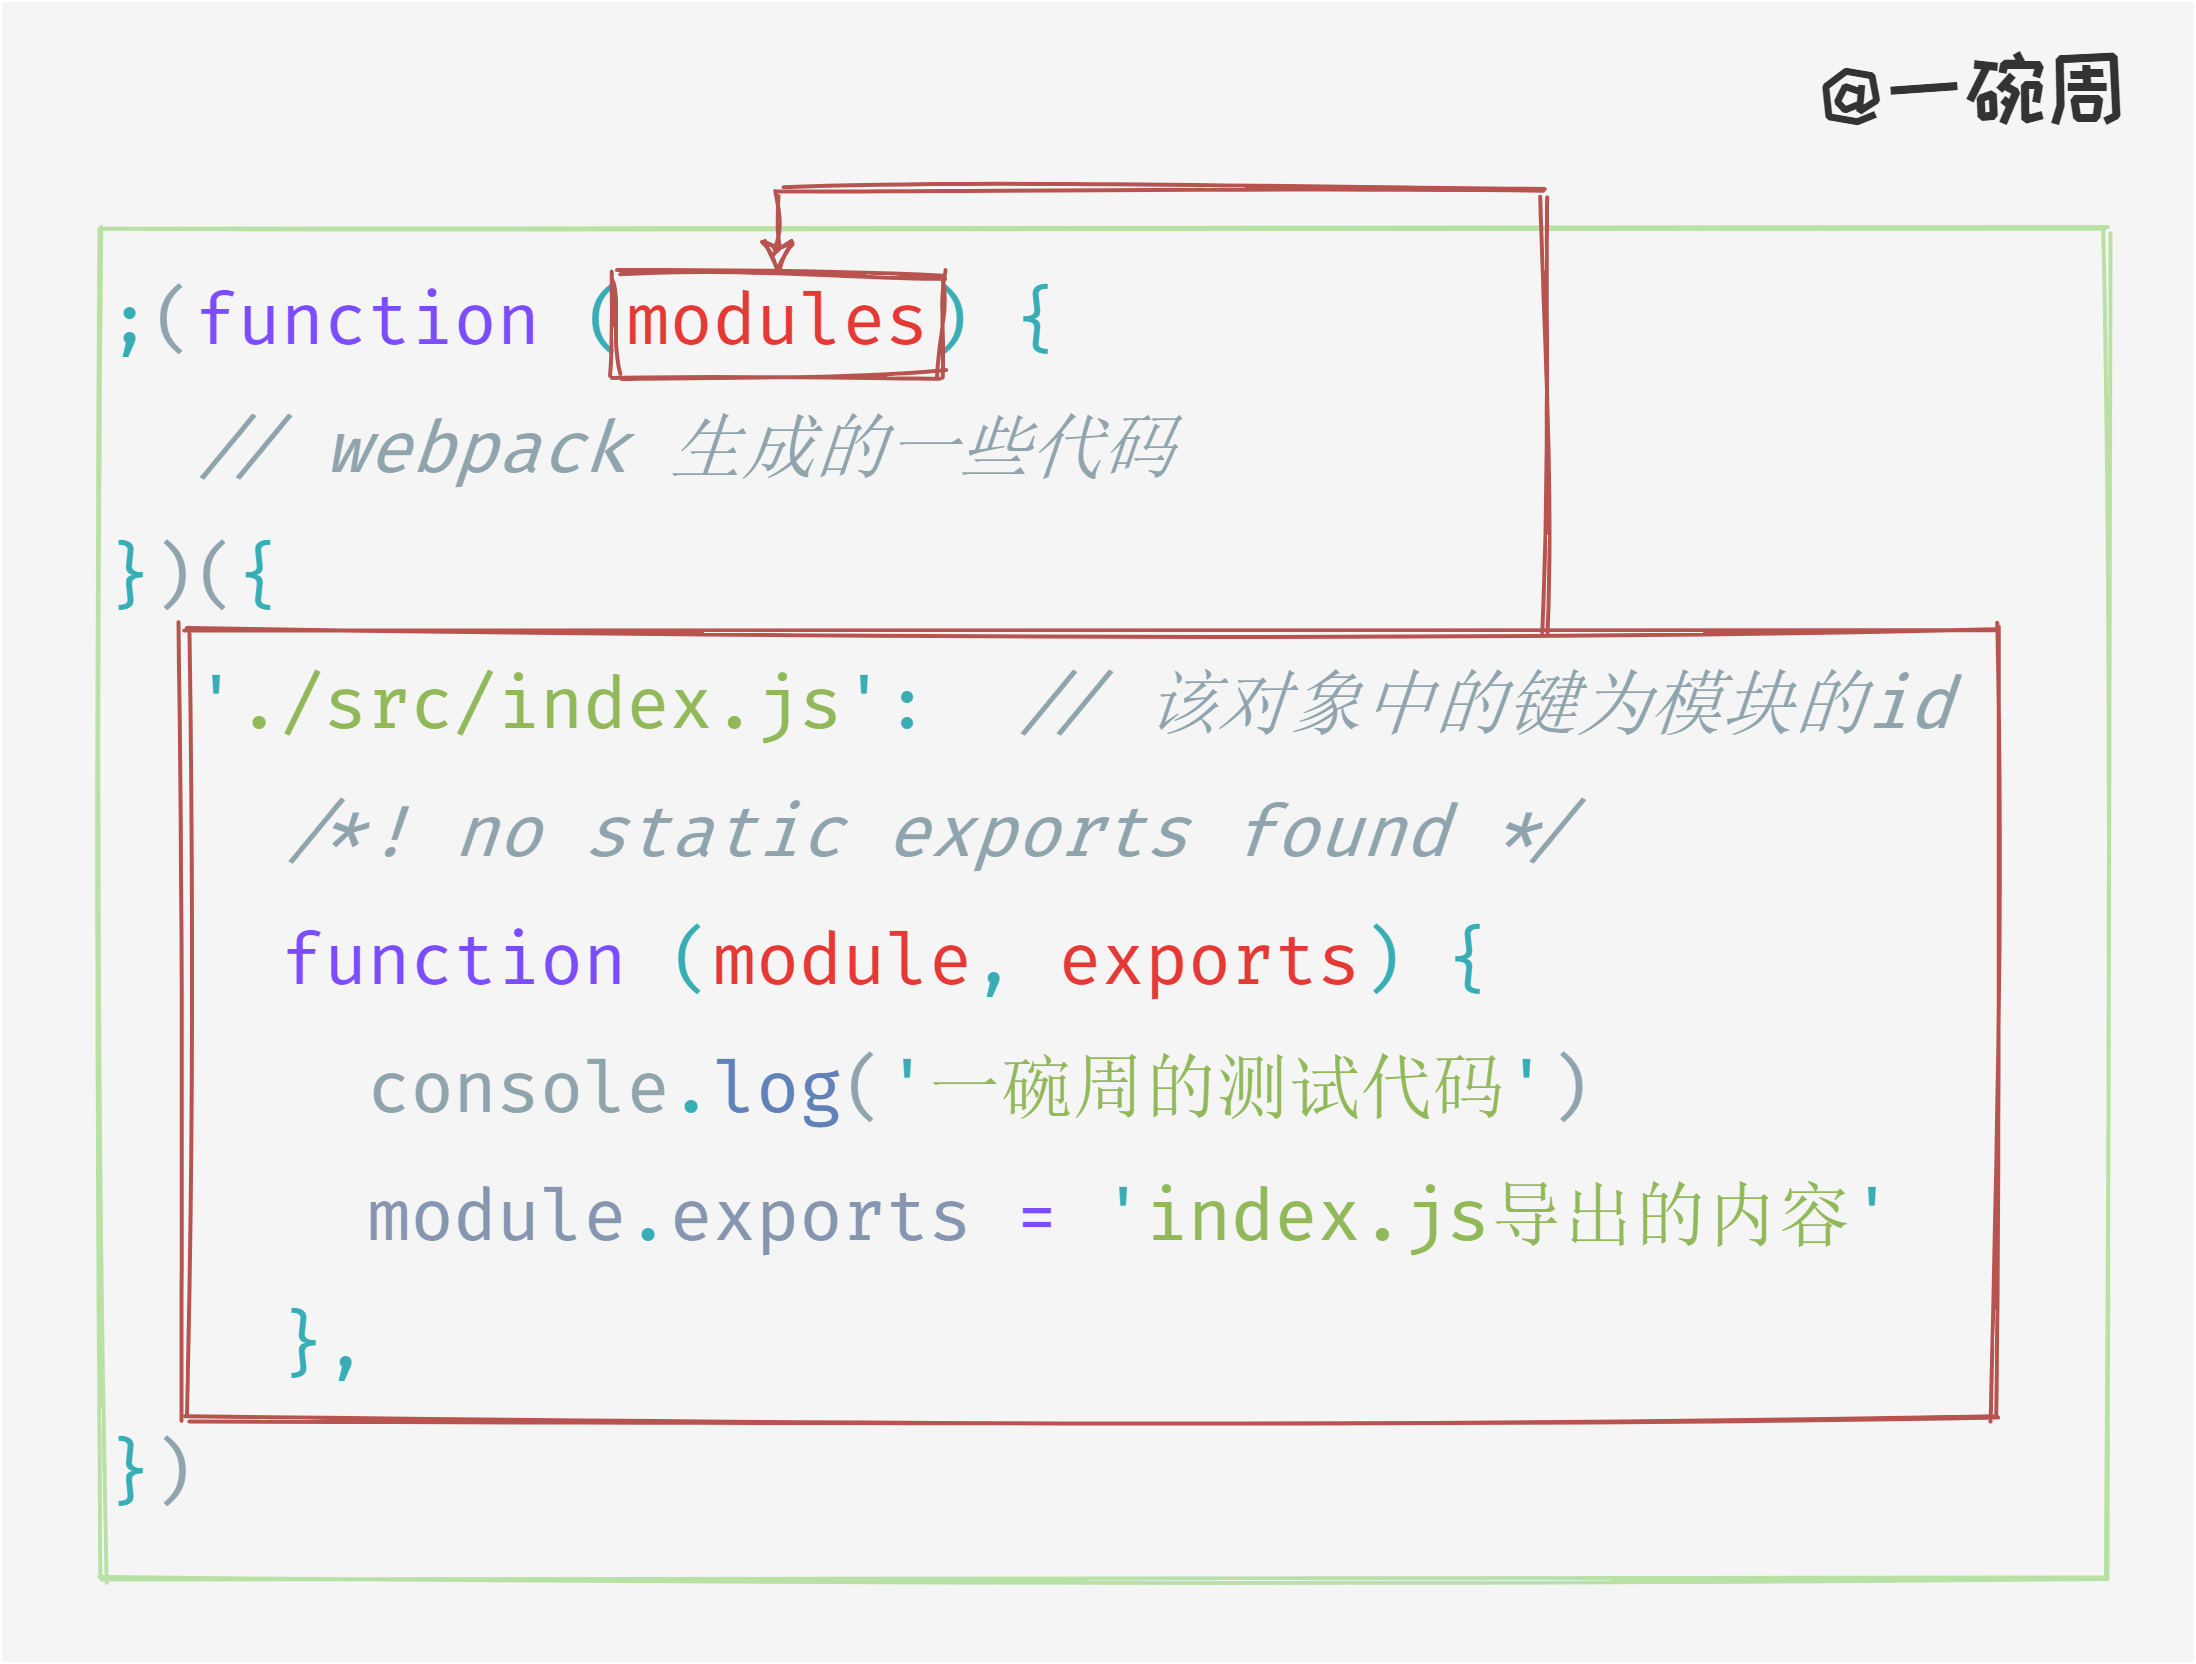 @一碗周
;(function (modules) {
// webpack 生成的一些代码
})({
'./src/index.js': // 该对象中的键为模块的id
/*! no static exports found */
function (module, exports) {
console.log('一碗周的测试代码')
module.exports = 'index.js导出的内容'
},
})